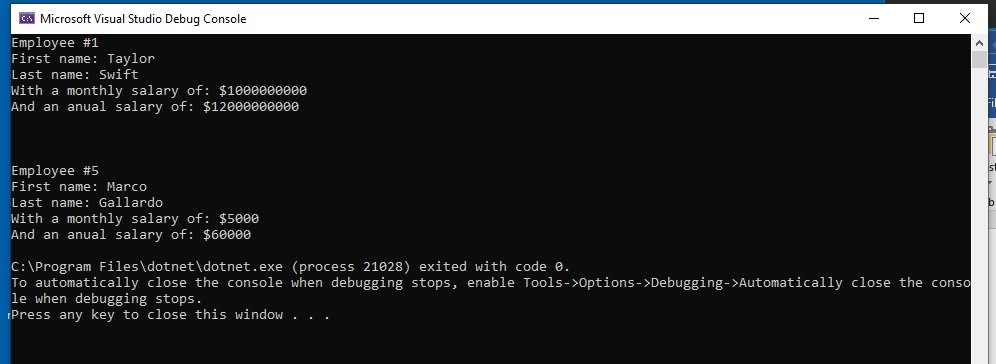 Microsoft Visual Studio Debug Console
Employee #1
First name: Taylor
Last name: Swift
With a monthly salary of: $1000000000
And an anual salary of: $12000000000
Employee #5
First name: Marco
Last name: Gallardo
With a monthly salary of: $5000
And an anual salary of: $60000
C:\Program Files\dotnet\dotnet.exe (process 21028) exited with code 0.
To automatically close the console when debugging stops, enable Tools->Options->Debugging->Automatically close the conso
le when debugging stops.
Press any key to close this window . . .